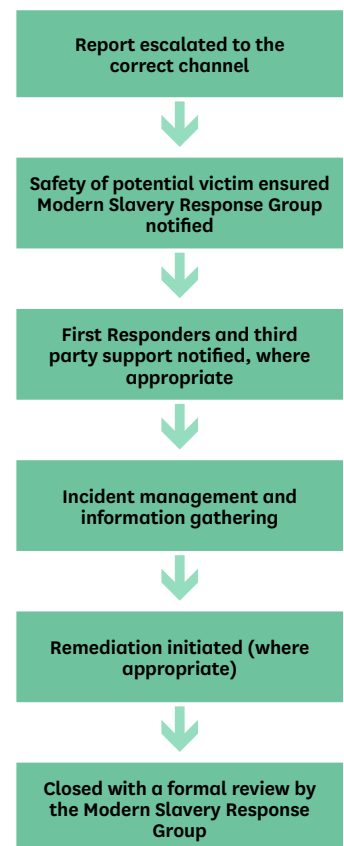 Report escalated to the
correct channel
Safety of potential victim ensured
Modern Slavery Response Group
notified
First Responders and third
party support notified, where
appropriate
Incident management and
information gathering
Remediation initiated (where
appropriate)
Closed with a formal review by
the Modern Slavery Response
Group